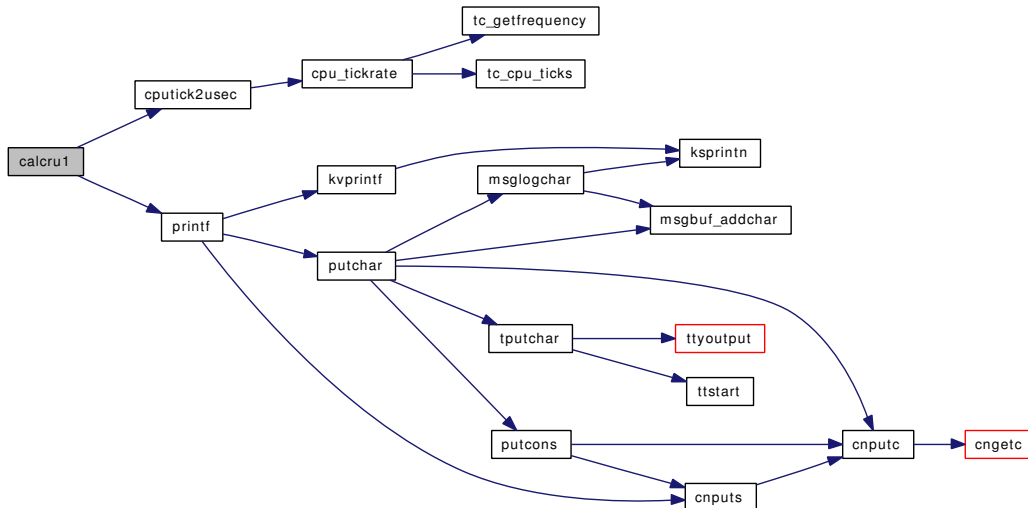 tc_getfrequency
cpu_tickrate
tc_cpu_ticks
cputick2usec
calcru1
ksprintn
kvprintf
msglogchar
msgbuf_addchar
printf
putchar
tputchar
ttyoutput
ttstart
putcons
cnputc
cngetc
cnputs